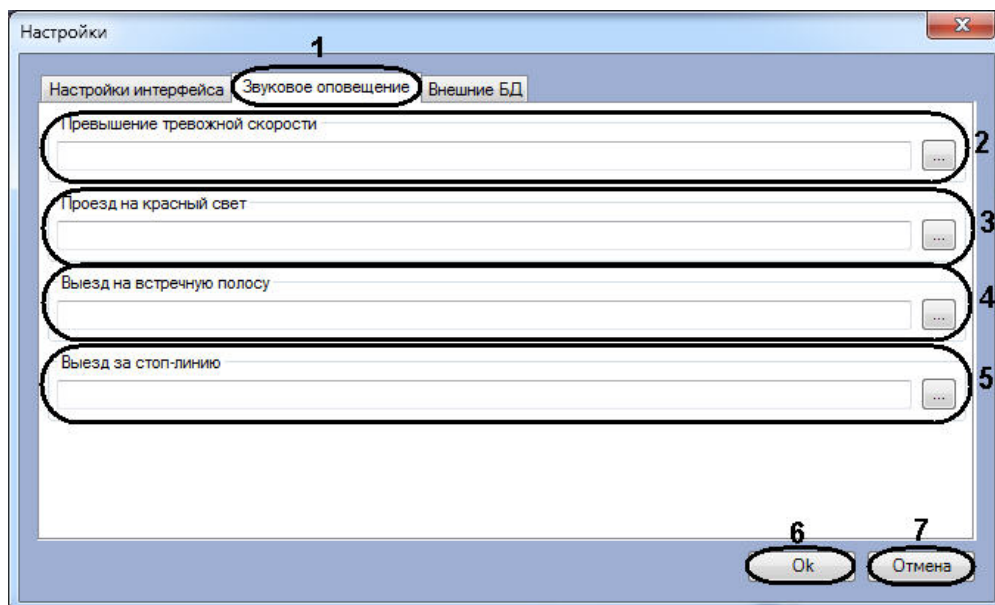 Настройки
1
Настройки интерфейса Звуковое оповещение Внешние БД
Превышение тревожной скорости
... 2
Проезд на красный свет
... 3
Выезд на встречную полосу
... 4
Выезд за стоп-линию
... 5
6 7
Ok Отмена